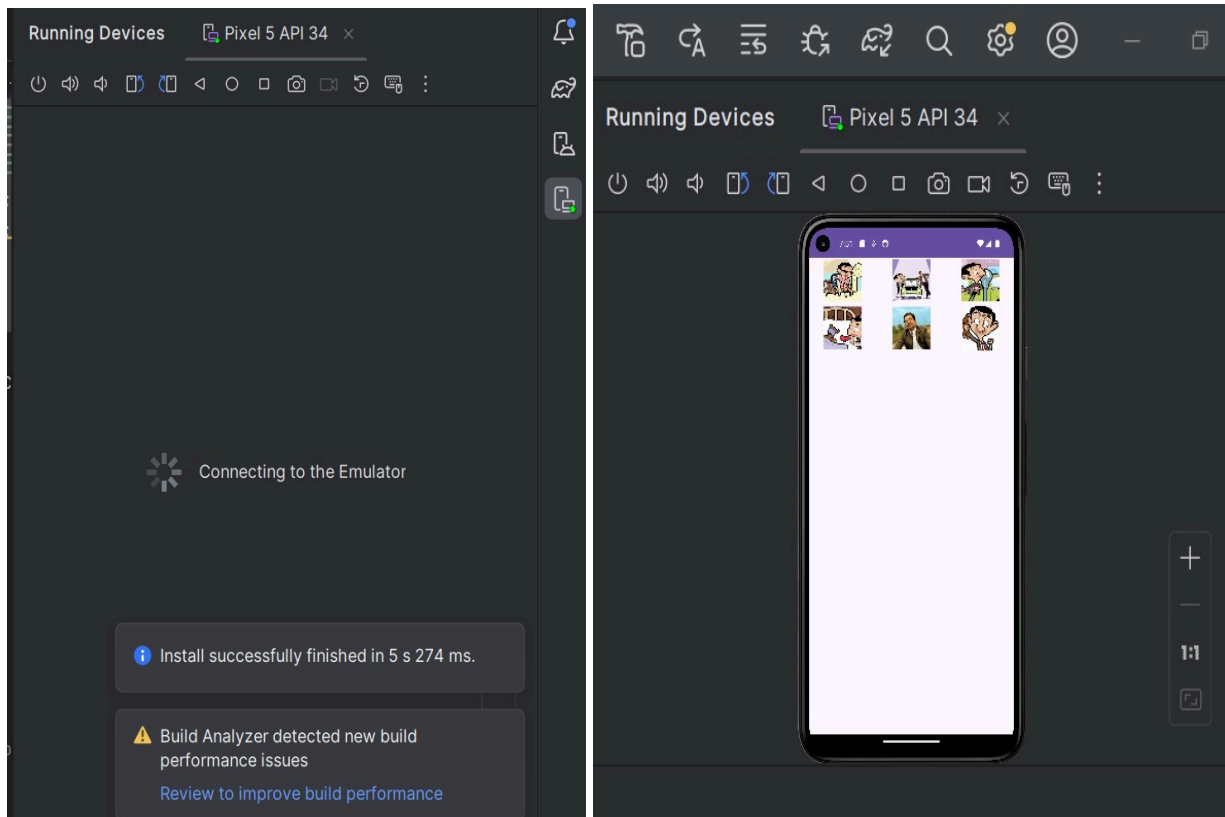 Running Devices
Pixel 5 API 34
Connecting to the Emulator
Install successfully finished in 5 s 274 ms.
Build Analyzer detected new build
performance issues
Review to improve build performance
Running Devices
Pixel 5 API 34
1:1